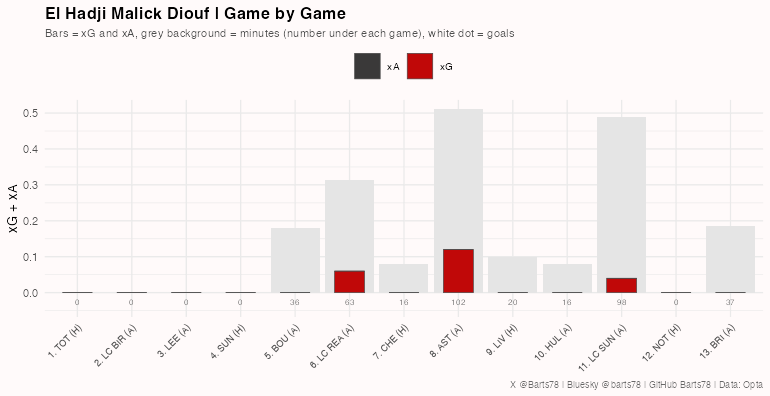 El Hadji Malick Diouf | Game by Game
Bars = xG and xA, grey background = minutes (number under each game), white dot = goals
xA
xG
xG + xA
0.5
0.4
0.3
0.2
0.1
0.0
0 0 0 0 36 63 16 102 20 16 98 0 37
1. TOT (H)
2. LC BIR (A)
3. LEE (A)
4. SUN (H)
5. BOU (A)
6. LC REA (A)
7. CHE (H)
8. AST (A)
9. LIV (H)
10. HUL (A)
11. LC SUN (A)
12. NOT (H)
13. BRI (A)
X @Barts78 | Bluesky @barts78 | GitHub Barts78 | Data: Opta